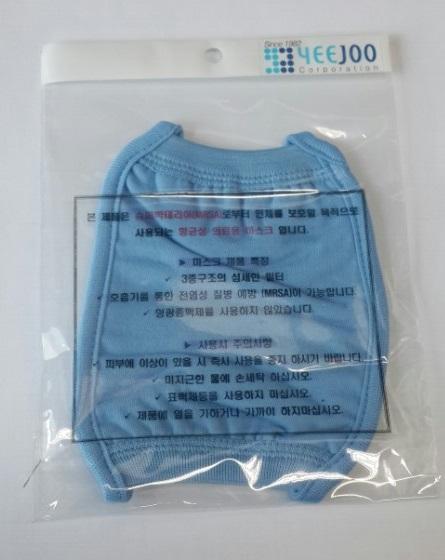 Since 1982
YEEJOO
Corporation
본 제품은 슈퍼박테리아(MRSA)로부터 인체를 보호할 목적으로
사용되는 항균성 의료용 마스크 입니다.
▶ 마스크 제품 특징
✓ 3중구조의 섬세한 필터
✓ 호흡기를 통한 전염성 질병 예방 (MRSA)이 가능합니다.
✓ 형광증백제를 사용하지 않았습니다.
▶ 사용시 주의사항
✓ 피부에 이상이 있을 시 즉시 사용을 중지 하시기 바랍니다.
✓ 미지근한 물에 손세탁 하십시오.
✓ 표백제등을 사용하지 마십시오.
✓ 제품에 열을 가하거나 가까이 하지마십시오.